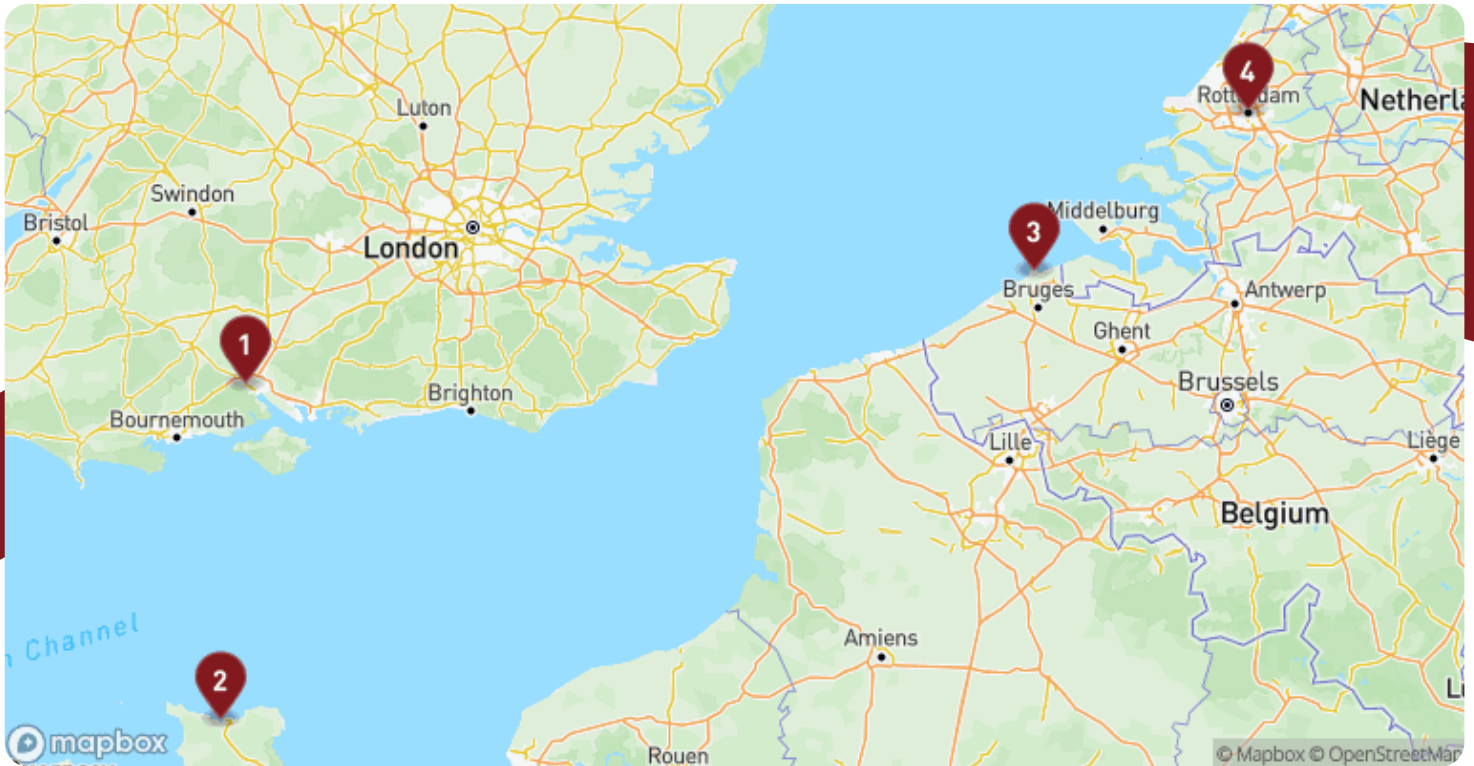 4
Rotterdam
Netherla
Luton
Swindon
Middelburg
Bristol
3
London
Bruges
Antwerp
1
Ghent
Brussels
Brighton
Bournemouth
Lille
Liège
Belgium
Channel
Amiens
2
mapbox
Rouen
© Mapbox © OpenStreetMap